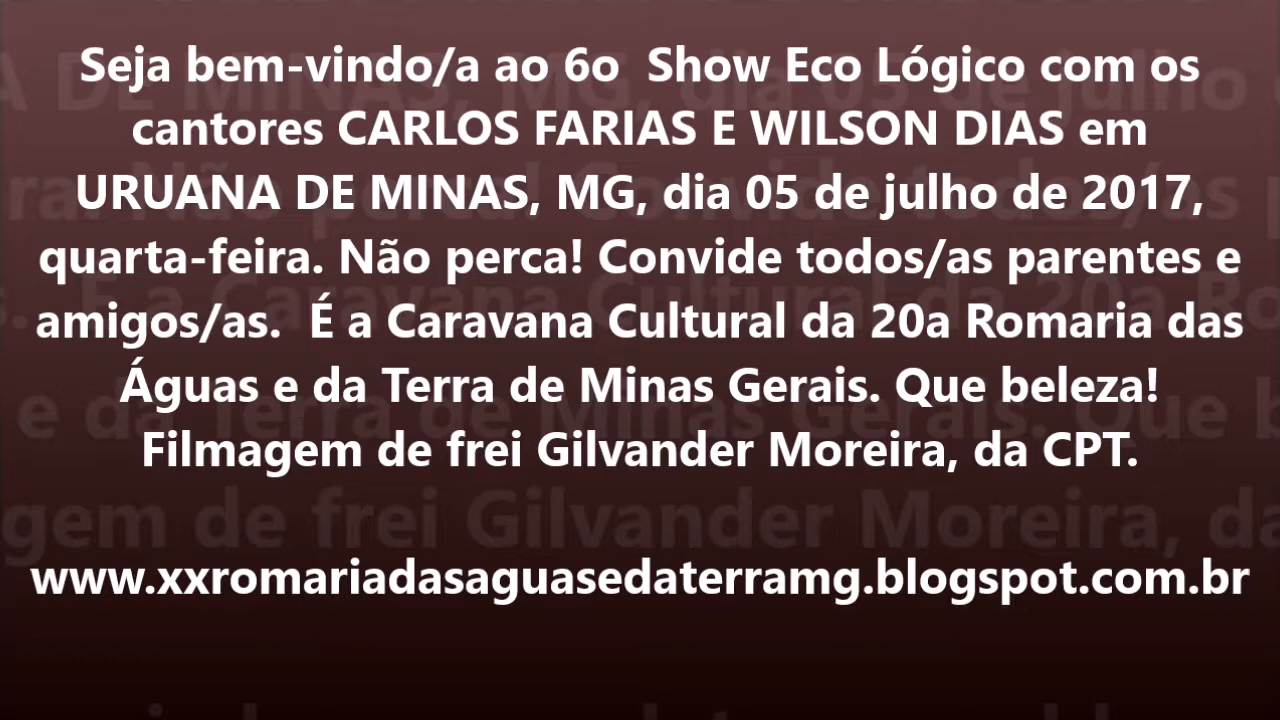 Seja bem-vindo/a ao 6o  Show Eco Lógico com os
cantores CARLOS FARIAS E WILSON DIAS em
URUANA DE MINAS, MG, dia 05 de julho de 2017,
quarta-feira. Não perca! Convide todos/as parentes e
amigos/as.  É a Caravana Cultural da 20a Romaria das
Águas e da Terra de Minas Gerais. Que beleza!
Filmagem de frei Gilvander Moreira, da CPT.
www.xxromariadasaguasedaterramg.blogspot.com.br